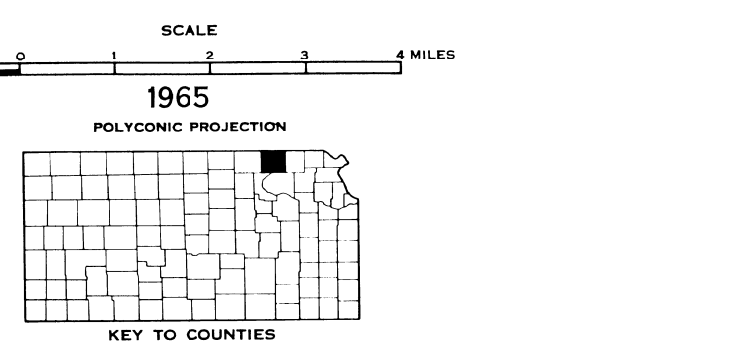 SCALE
0 1 2 3 4 MILES
1965
POLYCONIC PROJECTION
KEY TO COUNTIES